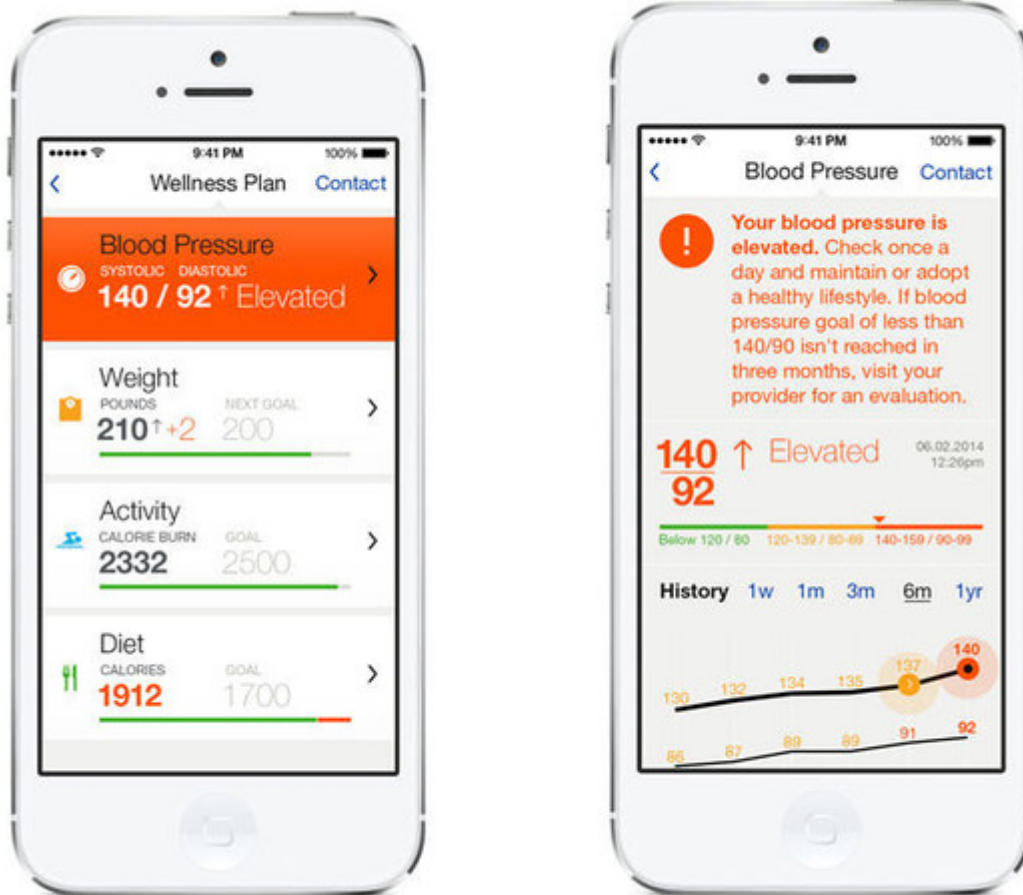 9:41 PM
100%
Wellness Plan
Contact
Blood Pressure
SYSTOLIC DIASTOLIC
140 / 92 ↑ Elevated
Weight
POUNDS NEXT GOAL
210 ↑ +2 200
Activity
CALORIE BURN GOAL
2332 2500
Diet
CALORIES GOAL
1912 1700
9:41 PM
100%
Blood Pressure
Contact
!
Your blood pressure is
elevated. Check once a
day and maintain or adopt
a healthy lifestyle. If blood
pressure goal of less than
140/90 isn't reached in
three months, visit your
provider for an evaluation.
140
92
↑ Elevated
06.02.2014
12:26pm
Below 120 / 80 120-139 / 80-89 140-159 / 90-99
History 1w 1m 3m 6m 1yr
130 132 134 135 137 140
86 87 89 89 91 92